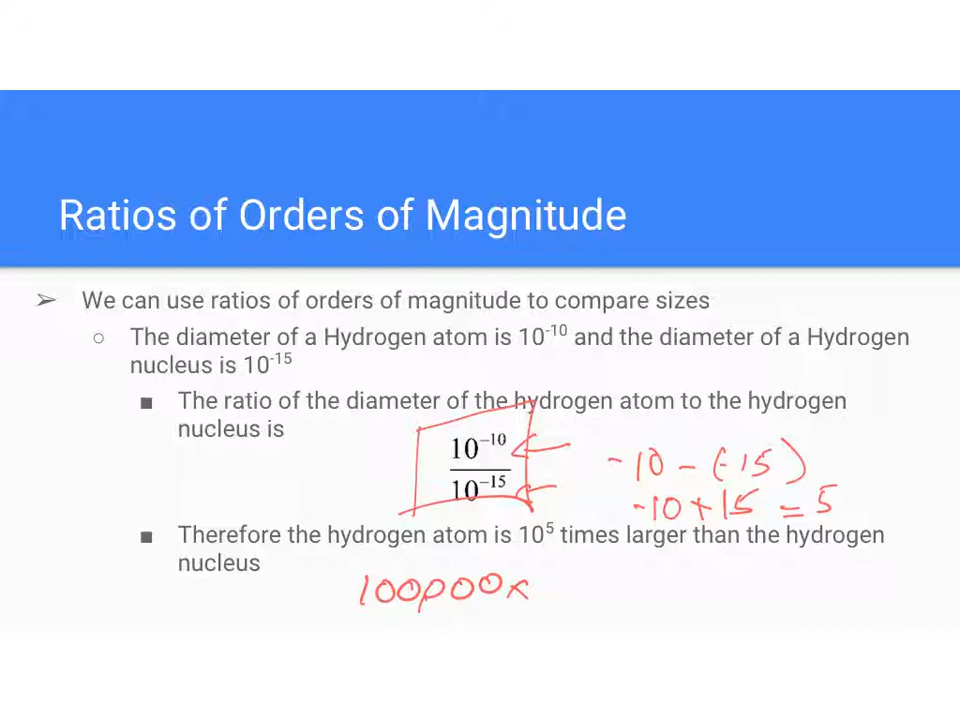 Ratios of Orders of Magnitude
➢ We can use ratios of orders of magnitude to compare sizes
○ The diameter of a Hydrogen atom is 10⁻¹⁰ and the diameter of a Hydrogen
nucleus is 10⁻¹⁵
■ The ratio of the diameter of the hydrogen atom to the hydrogen
nucleus is
10⁻¹⁰
10⁻¹⁵
-10 - (-15)
-10 + 15 = 5
■ Therefore the hydrogen atom is 10⁵ times larger than the hydrogen
nucleus
100000x